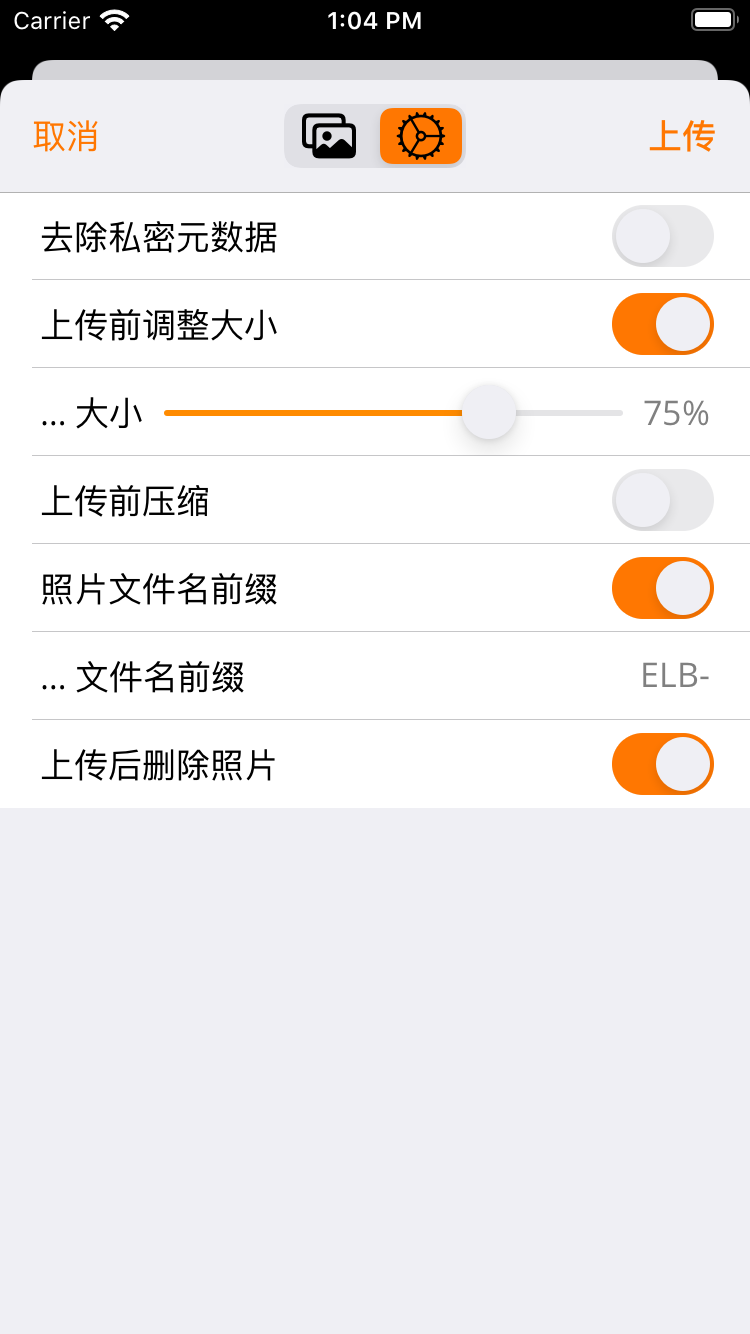 Carrier 1:04 PM
取消 上传
去除私密元数据
上传前调整大小
... 大小 75%
上传前压缩
照片文件名前缀
... 文件名前缀 ELB-
上传后删除照片